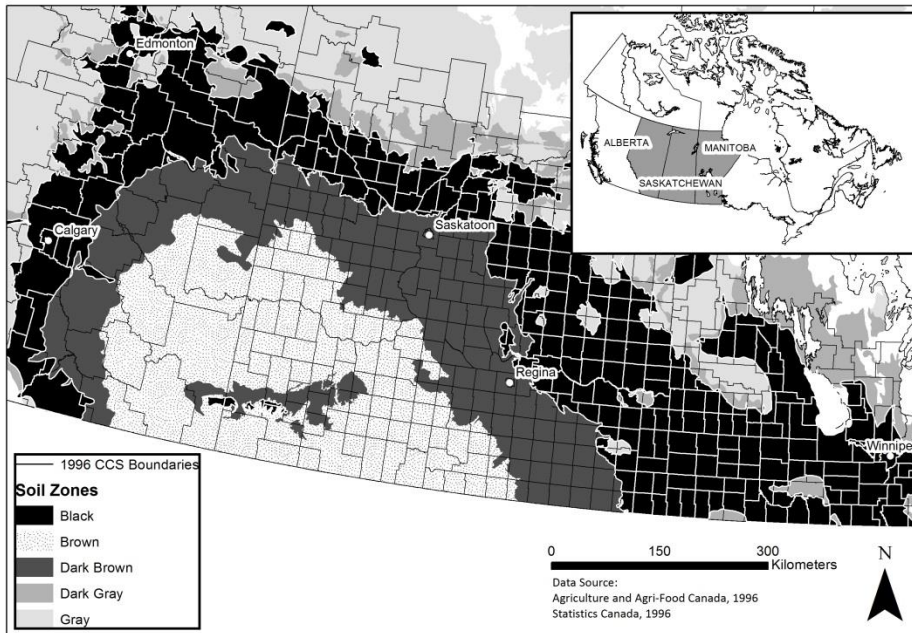 Edmonton
Calgary
Saskatoon
Regina
Winnipe
ALBERTA
MANITOBA
SASKATCHEWAN
1996 CCS Boundaries
Soil Zones
Black
Brown
Dark Brown
Dark Gray
Gray
0 150 300
Kilometers
Data Source:
Agriculture and Agri-Food Canada, 1996
Statistics Canada, 1996
N